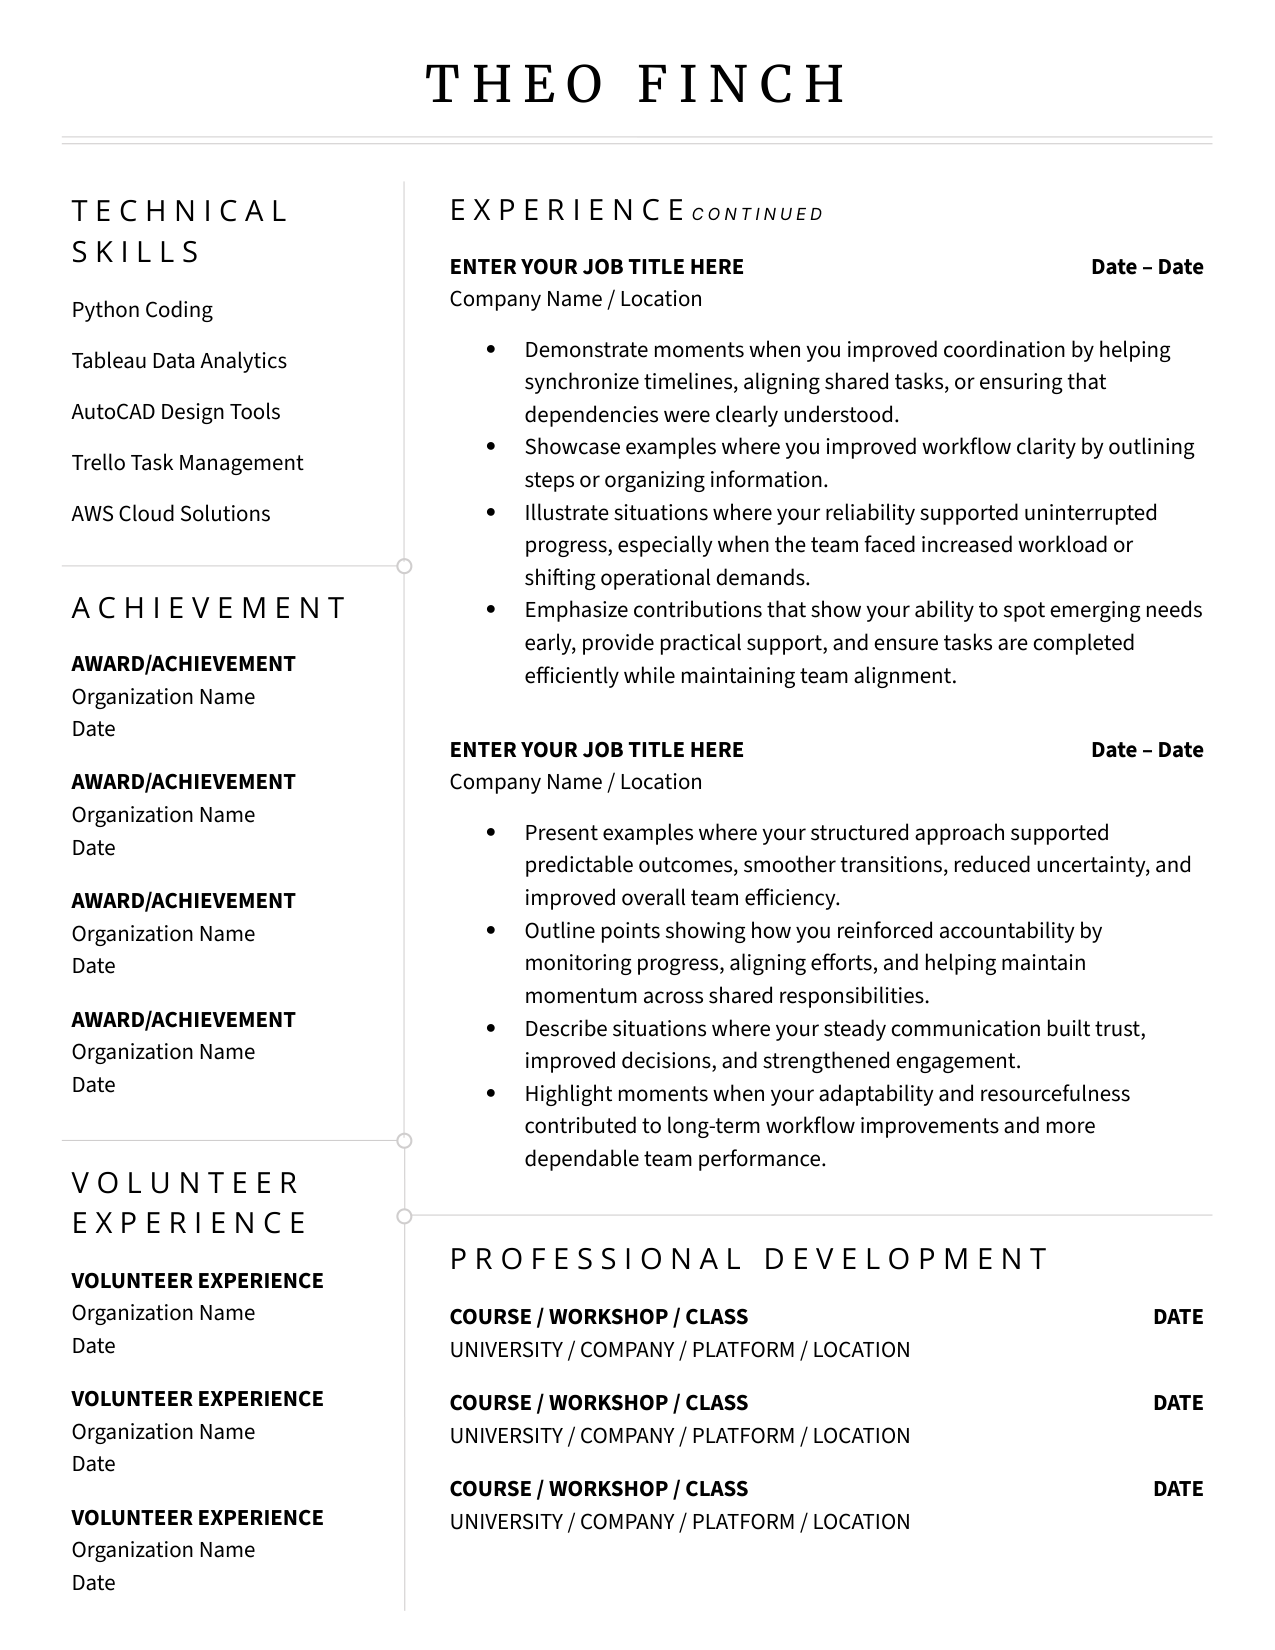 THEO FINCH
TECHNICAL
SKILLS
Python Coding
Tableau Data Analytics
AutoCAD Design Tools
Trello Task Management
AWS Cloud Solutions
ACHIEVEMENT
AWARD/ACHIEVEMENT
Organization Name
Date
AWARD/ACHIEVEMENT
Organization Name
Date
AWARD/ACHIEVEMENT
Organization Name
Date
AWARD/ACHIEVEMENT
Organization Name
Date
VOLUNTEER
EXPERIENCE
VOLUNTEER EXPERIENCE
Organization Name
Date
VOLUNTEER EXPERIENCE
Organization Name
Date
VOLUNTEER EXPERIENCE
Organization Name
Date
EXPERIENCE CONTINUED
ENTER YOUR JOB TITLE HERE Date – Date
Company Name / Location
• Demonstrate moments when you improved coordination by helping
synchronize timelines, aligning shared tasks, or ensuring that
dependencies were clearly understood.
• Showcase examples where you improved workflow clarity by outlining
steps or organizing information.
• Illustrate situations where your reliability supported uninterrupted
progress, especially when the team faced increased workload or
shifting operational demands.
• Emphasize contributions that show your ability to spot emerging needs
early, provide practical support, and ensure tasks are completed
efficiently while maintaining team alignment.
ENTER YOUR JOB TITLE HERE Date – Date
Company Name / Location
• Present examples where your structured approach supported
predictable outcomes, smoother transitions, reduced uncertainty, and
improved overall team efficiency.
• Outline points showing how you reinforced accountability by
monitoring progress, aligning efforts, and helping maintain
momentum across shared responsibilities.
• Describe situations where your steady communication built trust,
improved decisions, and strengthened engagement.
• Highlight moments when your adaptability and resourcefulness
contributed to long-term workflow improvements and more
dependable team performance.
PROFESSIONAL DEVELOPMENT
COURSE / WORKSHOP / CLASS DATE
UNIVERSITY / COMPANY / PLATFORM / LOCATION
COURSE / WORKSHOP / CLASS DATE
UNIVERSITY / COMPANY / PLATFORM / LOCATION
COURSE / WORKSHOP / CLASS DATE
UNIVERSITY / COMPANY / PLATFORM / LOCATION